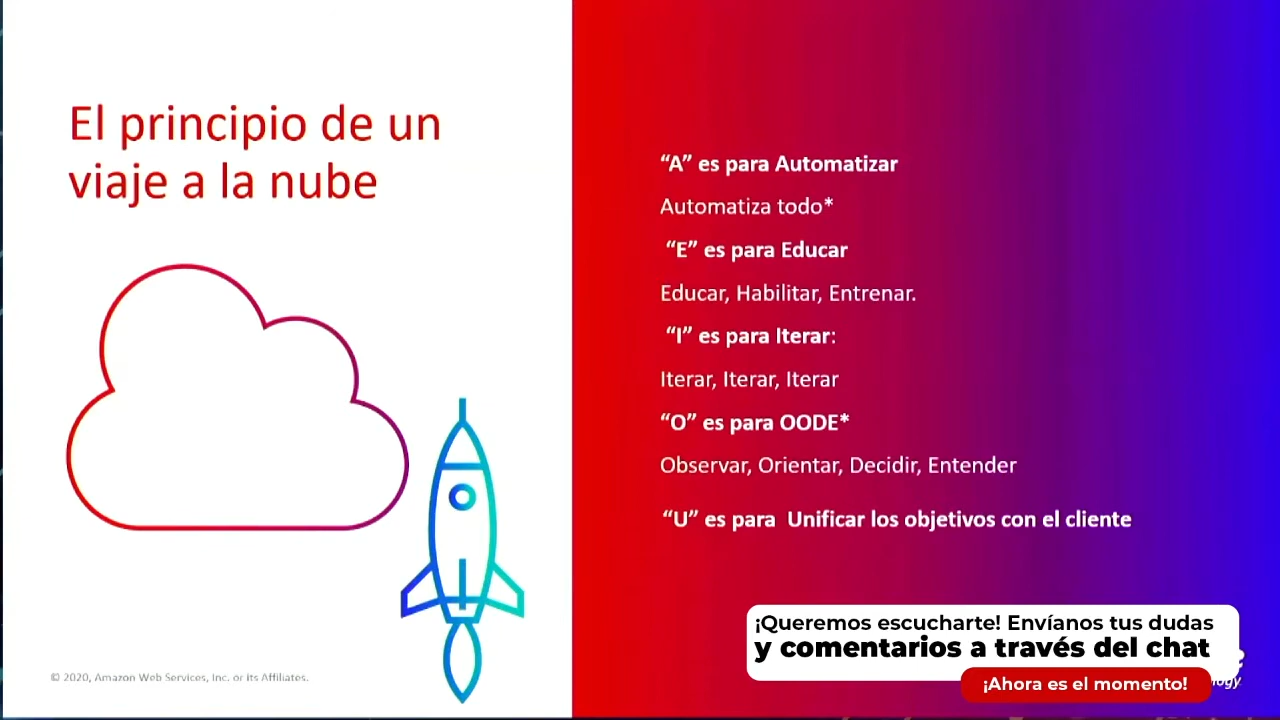 El principio de un
viaje a la nube
“A” es para Automatizar
Automatiza todo*
“E” es para Educar
Educar, Habilitar, Entrenar.
“I” es para Iterar:
Iterar, Iterar, Iterar
“O” es para OODE*
Observar, Orientar, Decidir, Entender
“U” es para Unificar los objetivos con el cliente
¡Queremos escucharte! Envíanos tus dudas
y comentarios a través del chat
¡Ahora es el momento!
© 2020, Amazon Web Services, Inc. or its Affiliates.